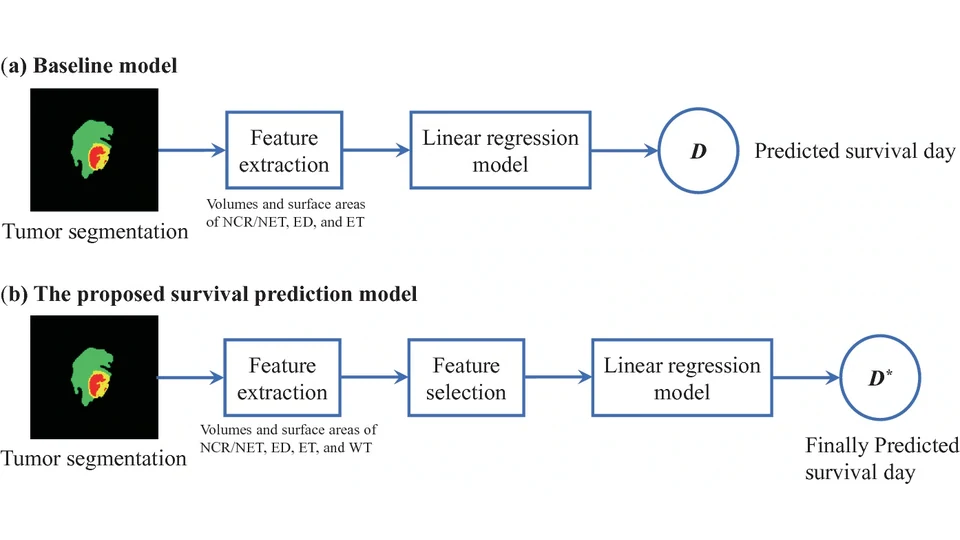 (a) Baseline model
Feature
extraction
Linear regression
model
D
Predicted survival day
Volumes and surface areas
of NCR/NET, ED, and ET
Tumor segmentation
(b) The proposed survival prediction model
Feature
extraction
Feature
selection
Linear regression
model
D*
Volumes and surface areas of
NCR/NET, ED, ET, and WT
Tumor segmentation
Finally Predicted
survival day